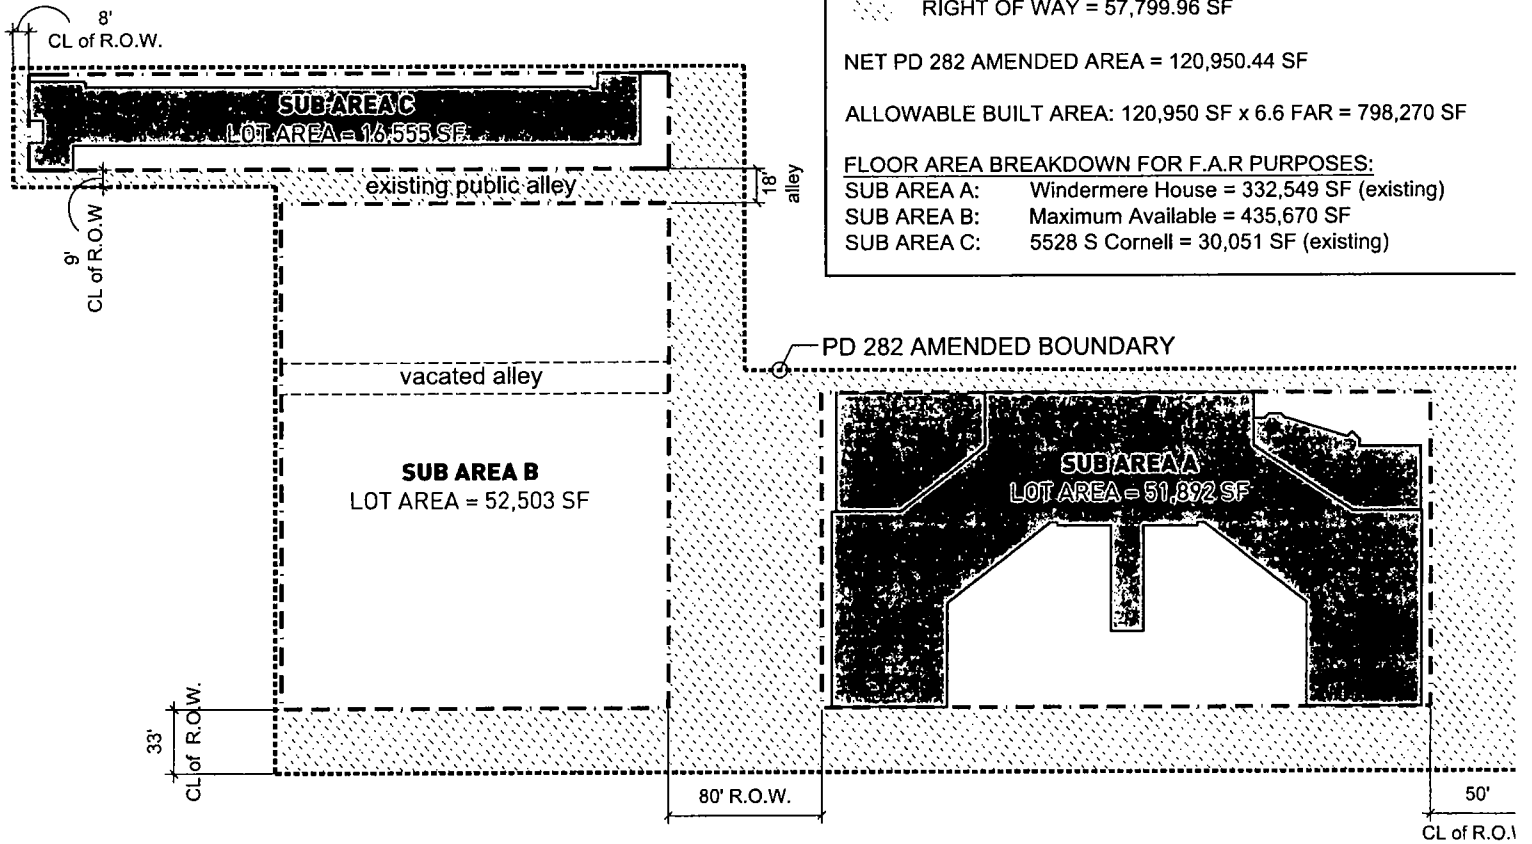 8'
CL of R.O.W.
RIGHT OF WAY = 57,799.96 SF
NET PD 282 AMENDED AREA = 120,950.44 SF
ALLOWABLE BUILT AREA: 120,950 SF x 6.6 FAR = 798,270 SF
FLOOR AREA BREAKDOWN FOR F.A.R PURPOSES:
SUB AREA A: Windermere House = 332,549 SF (existing)
SUB AREA B: Maximum Available = 435,670 SF
SUB AREA C: 5528 S Cornell = 30,051 SF (existing)
SUB AREA C
LOT AREA = 16,555 SF
existing public alley
18'
alley
9'
CL of R.O.W
PD 282 AMENDED BOUNDARY
vacated alley
SUB AREA B
LOT AREA = 52,503 SF
SUB AREA A
LOT AREA = 51,892 SF
33'
CL of R.O.W.
80' R.O.W.
50'
CL of R.O.